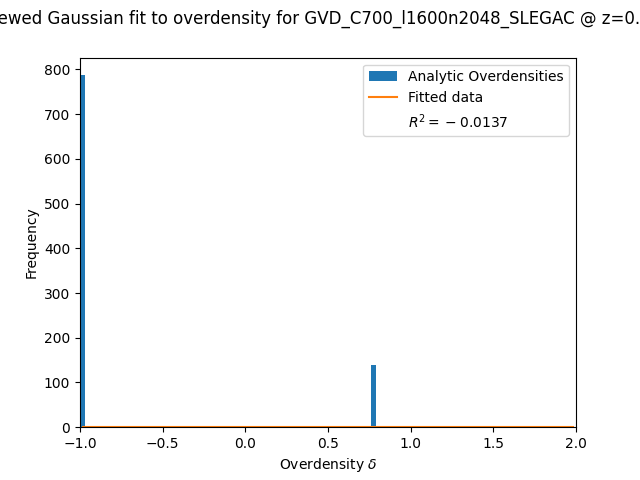 ewed Gaussian fit to overdensity for GVD_C700_l1600n2048_SLEGAC @ z=0.
Analytic Overdensities
Fitted data
R² = − 0.0137
800
700
600
500
400
300
200
100
0
Frequency
−1.0 −0.5 0.0 0.5 1.0 1.5 2.0
Overdensity δ